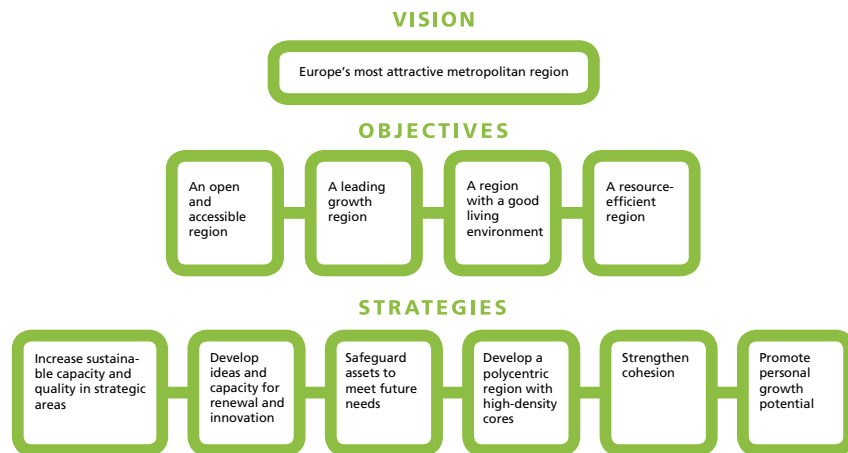 VISION
Europe's most attractive metropolitan region
OBJECTIVES
An open
and
accessible
region
A leading
growth
region
A region
with a good
living
environment
A resource-
efficient
region
STRATEGIES
Increase sustaina-
ble capacity and
quality in strategic
areas
Develop
ideas and
capacity for
renewal and
innovation
Safeguard
assets to
meet future
needs
Develop a
polycentric
region with
high-density
cores
Strengthen
cohesion
Promote
personal
growth
potential